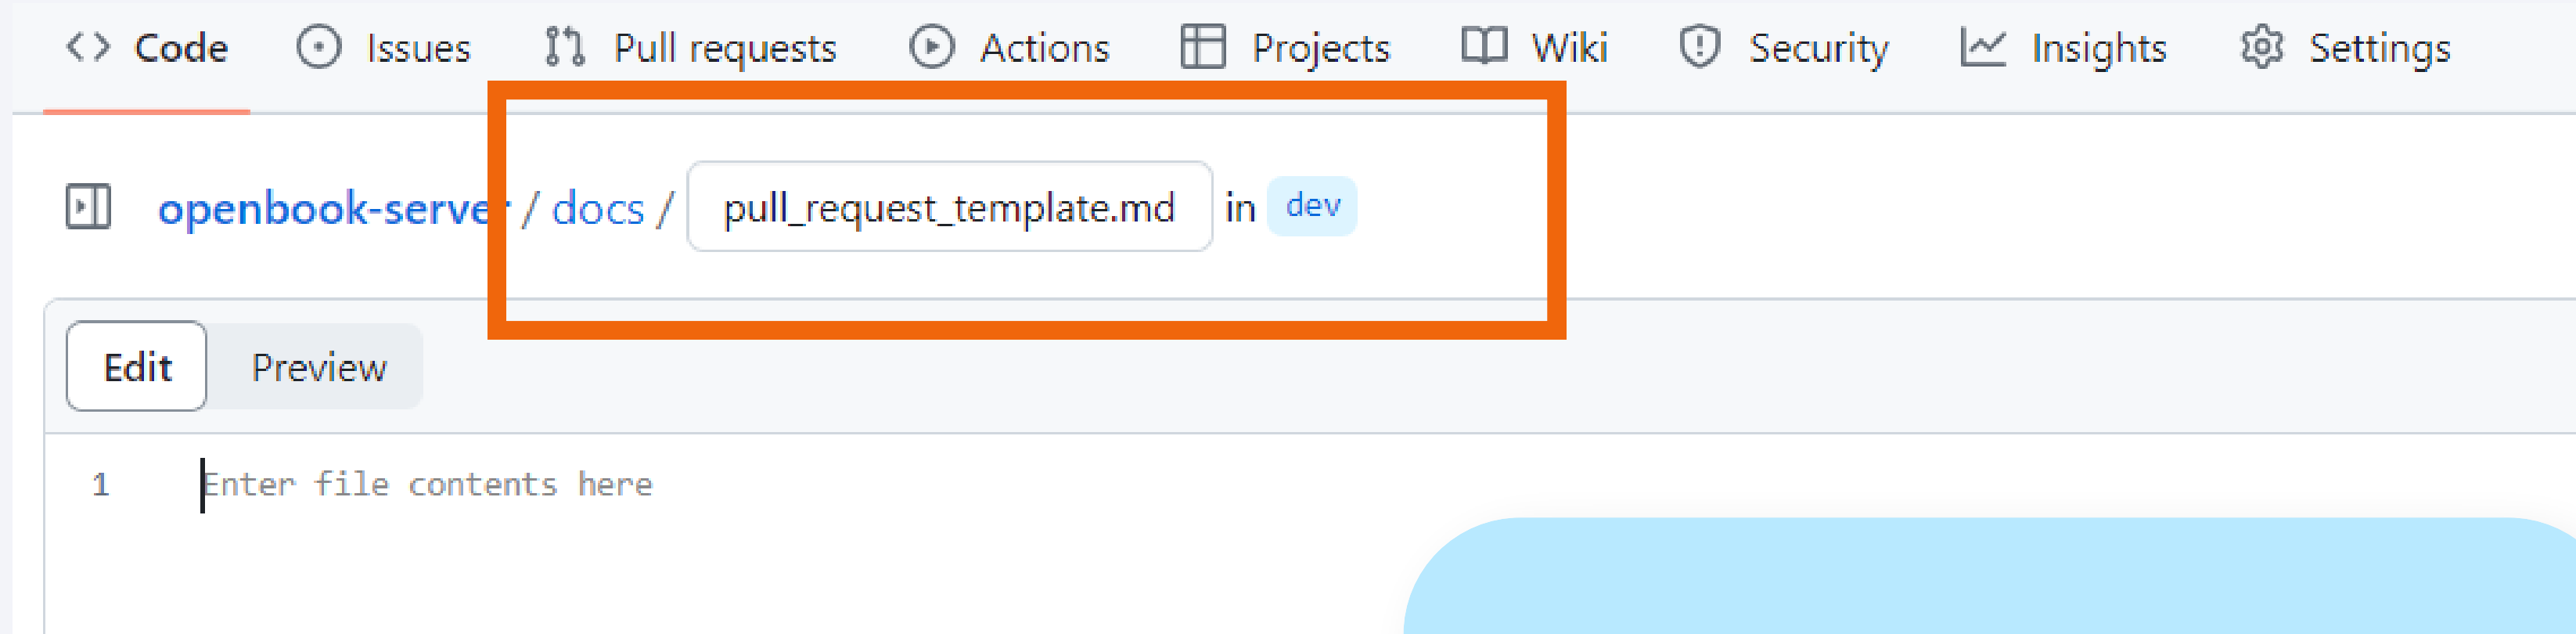 Code Issues Pull requests Actions Projects Wiki Security Insights Settings
openbook-server / docs / pull_request_template.md in dev
Edit Preview
1 Enter file contents here